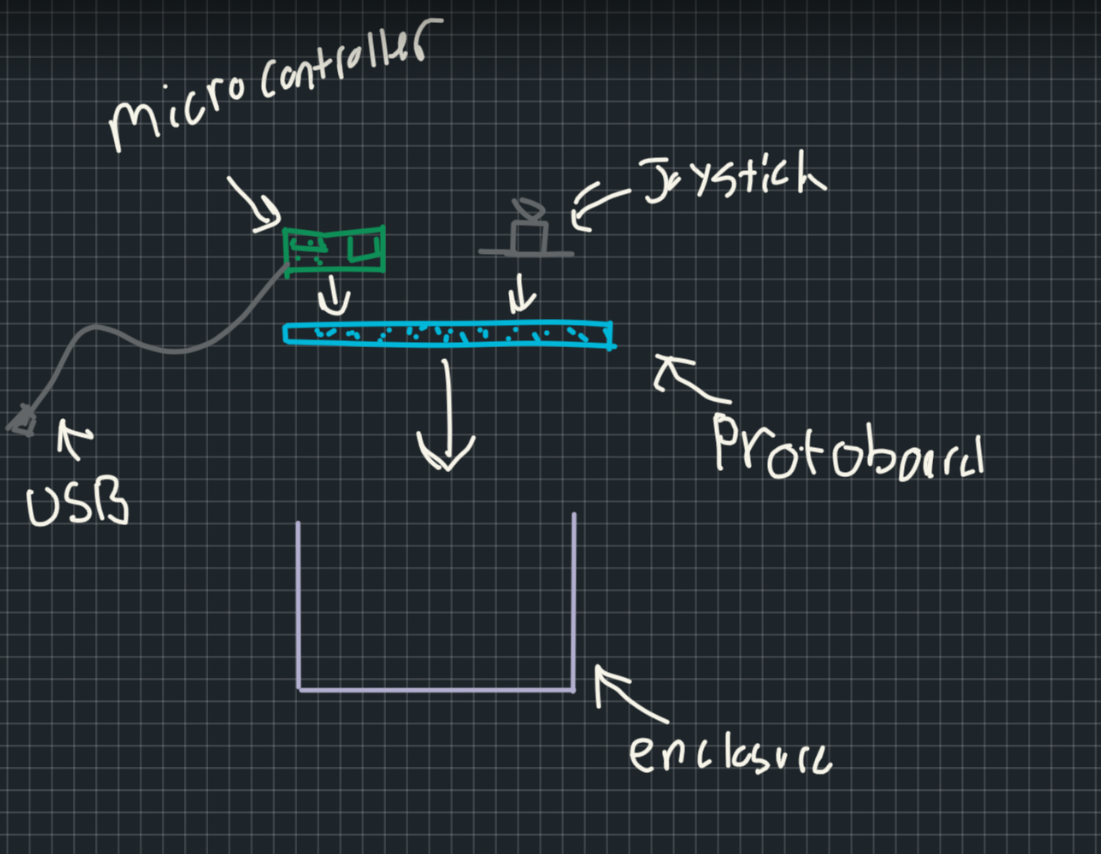 Microcontroller
Joystick
Protoboard
USB
enclosure